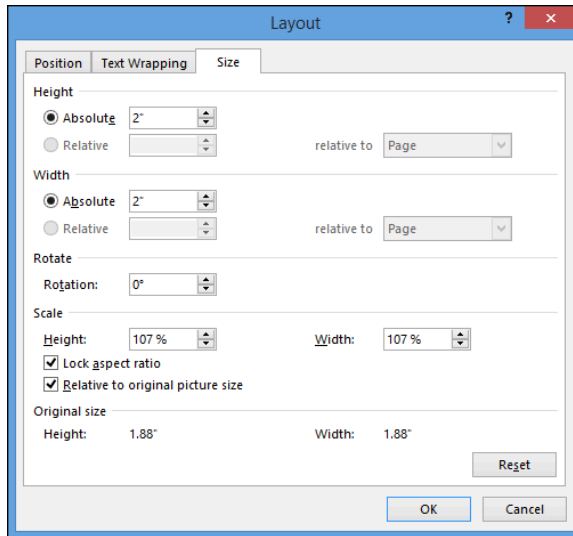 Layout ? ×
Position Text Wrapping Size
Height
Absolute 2"
Relative relative to Page
Width
Absolute 2"
Relative relative to Page
Rotate
Rotation: 0°
Scale
Height: 107 % Width: 107 %
Lock aspect ratio
Relative to original picture size
Original size
Height: 1.88" Width: 1.88"
Reset
OK Cancel